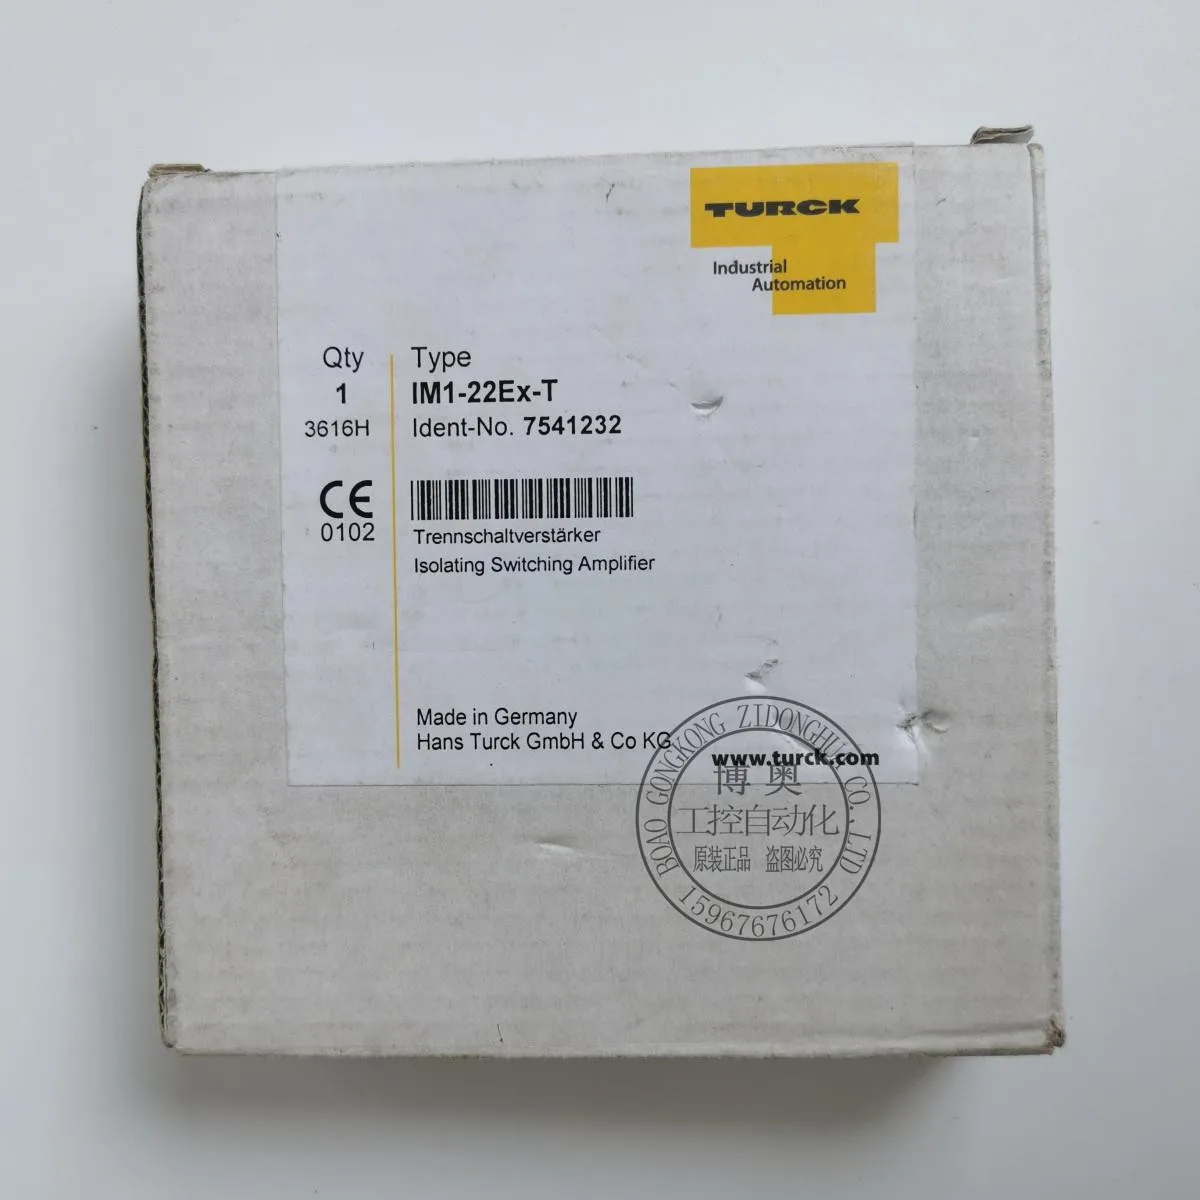 TURCK
Industrial
Automation
Qty
1
3616H
Type
IM1-22Ex-T
Ident-No. 7541232
CE
0102
Trennschaltverstärker
Isolating Switching Amplifier
Made in Germany
Hans Turck GmbH & Co KG
www.turck.com
BOAO GONGKONG ZIDONGHUA CO.,LTD
博奥
工控自动化
原装正品 盗图必究
15967676172